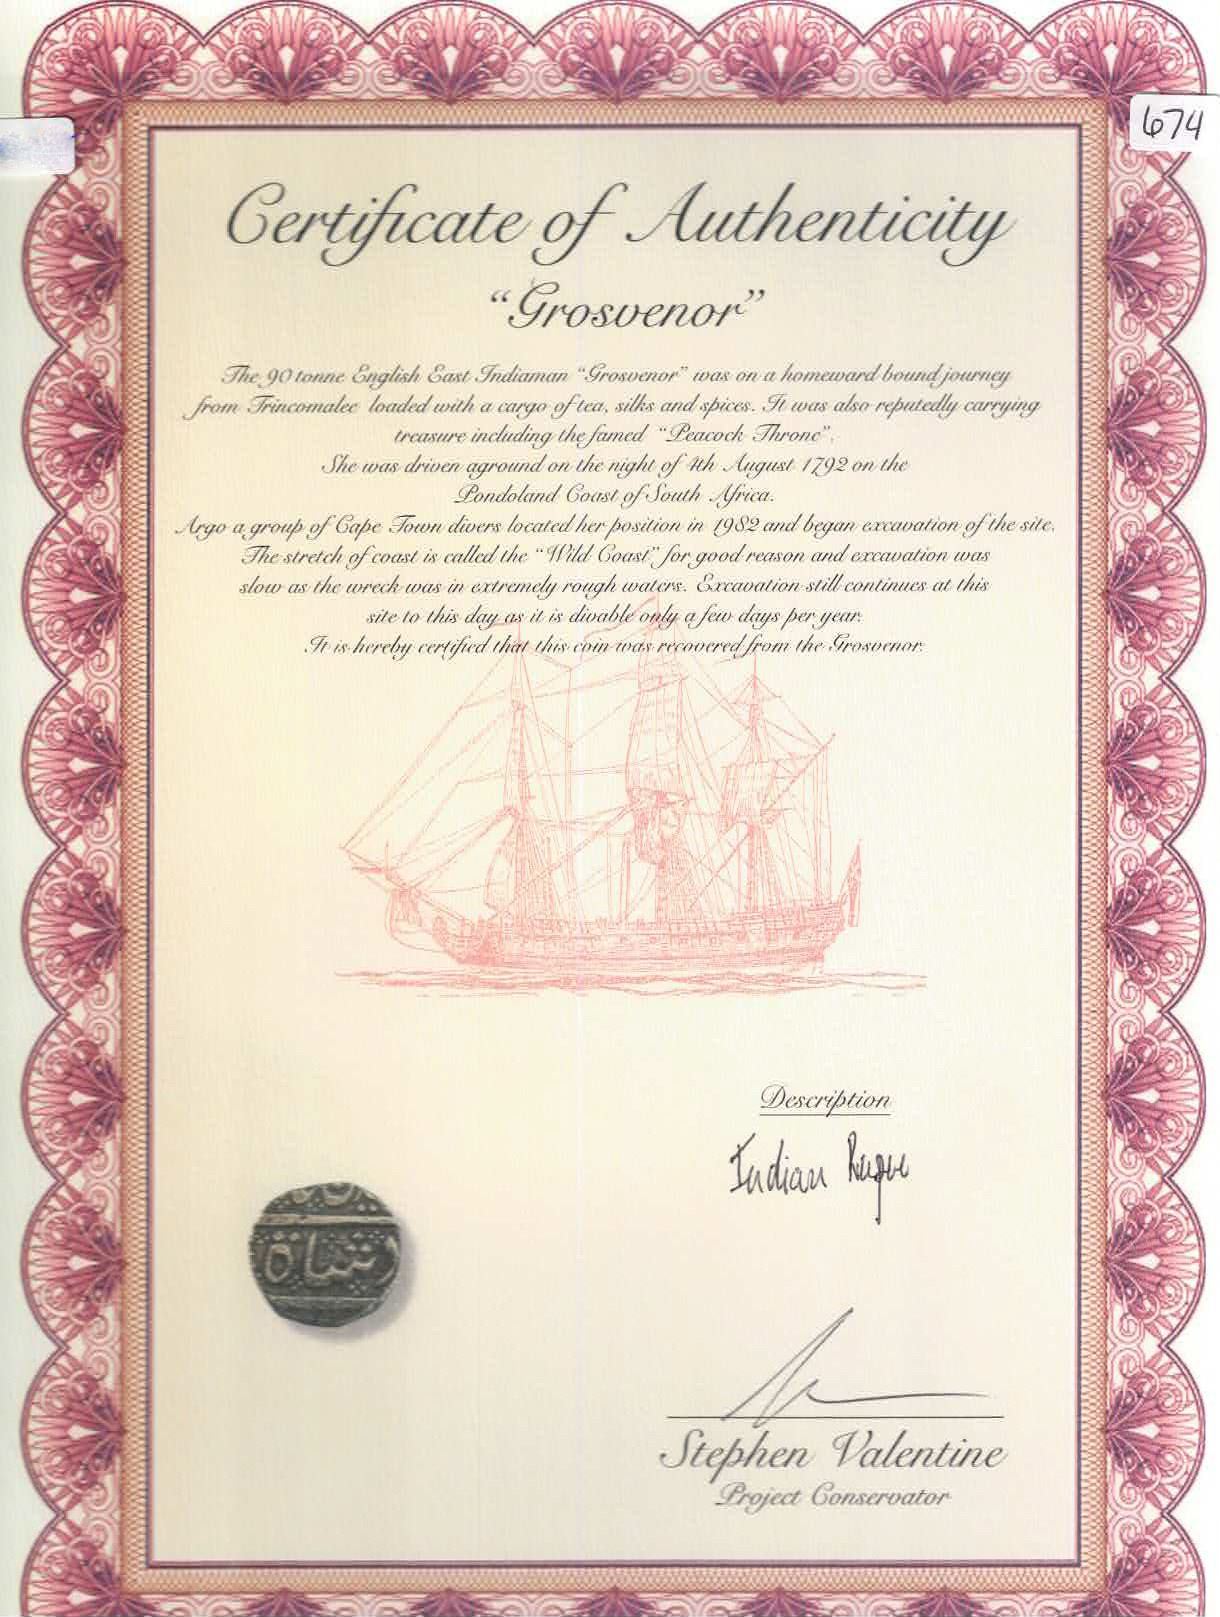 674
Certificate of Authenticity
“Grosvenor”
The 90 tonne English East Indiaman “Grosvenor” was on a homeward bound journey
from Trincomalee loaded with a cargo of tea, silks and spices. It was also reputedly carrying
treasure including the famed “Peacock Throne”.
She was driven aground on the night of 4th August 1792 on the
Pondoland Coast of South Africa.
Argo a group of Cape Town divers located her position in 1982 and began excavation of the site.
The stretch of coast is called the “Wild Coast” for good reason and excavation was
slow as the wreck was in extremely rough waters. Excavation still continues at this
site to this day as it is divable only a few days per year.
It is hereby certified that this coin was recovered from the Grosvenor.
Description
Indian Rupee
Stephen Valentine
Project Conservator